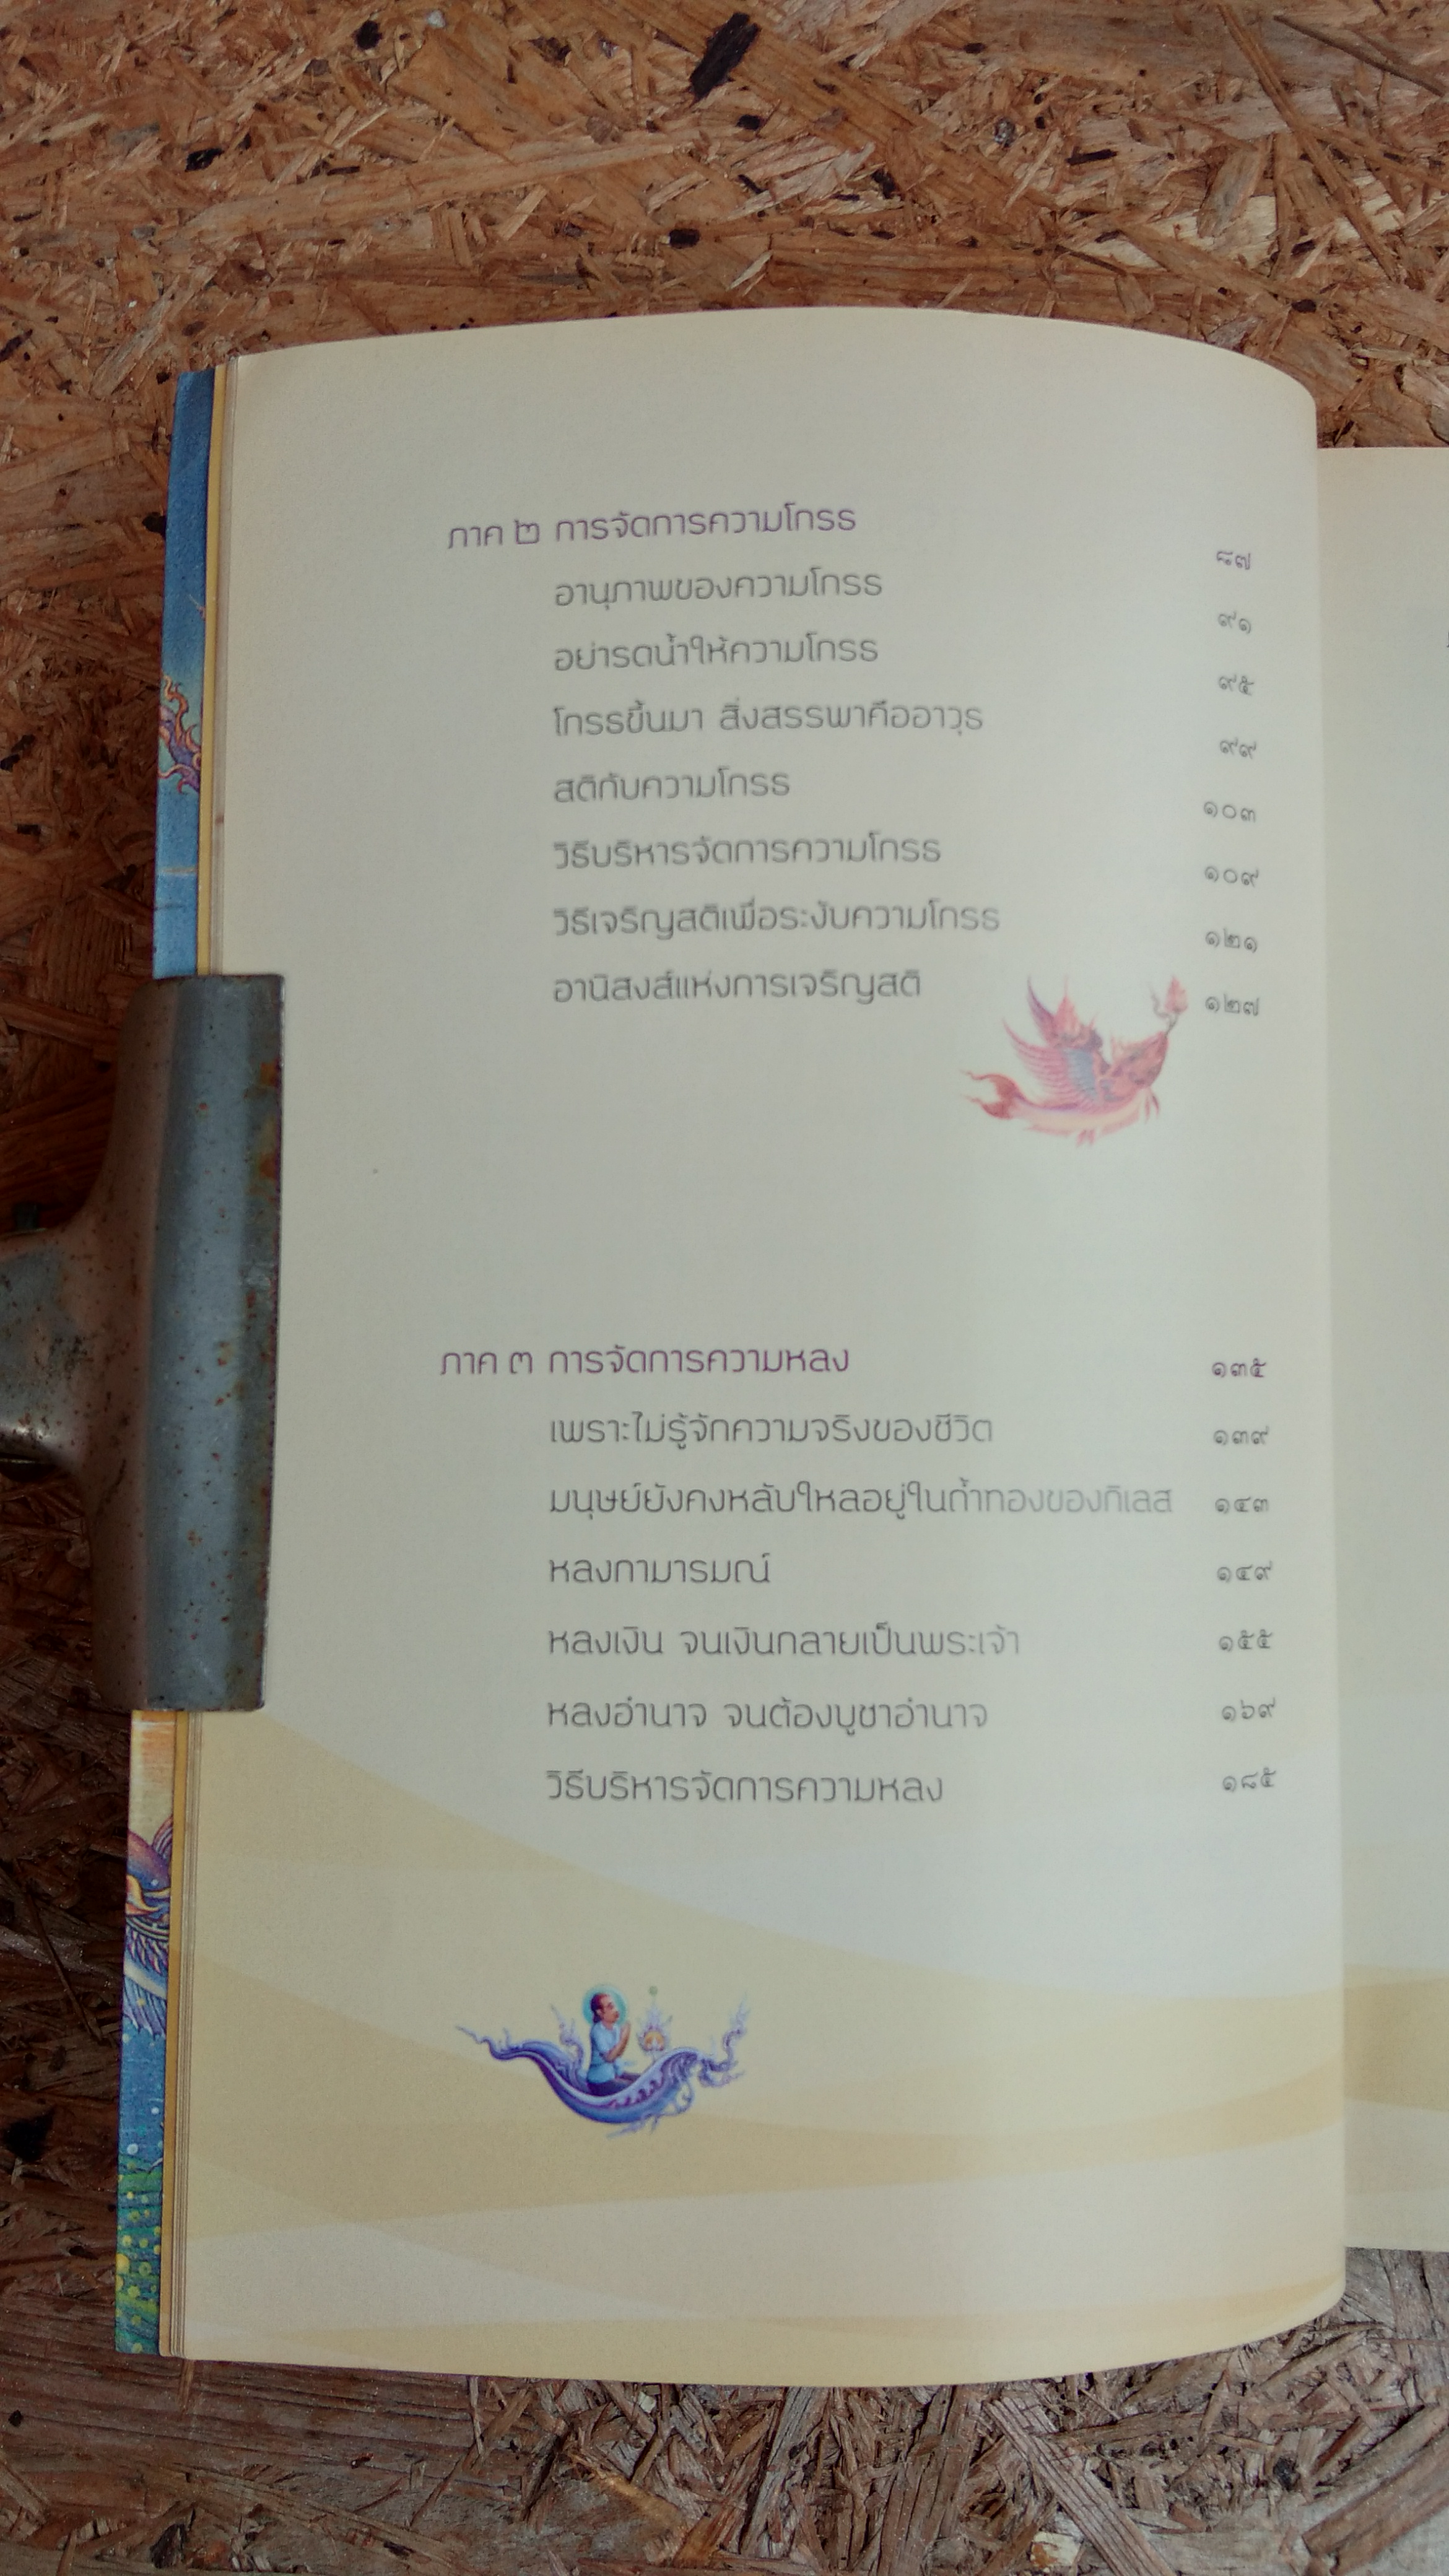 ภาค ๒ การจัดการความโกรธ ๘๗
อานุภาพของความโกรธ ๙๑
อย่ารดน้ำให้ความโกรธ ๙๕
โกรธขึ้นมา สิ่งสรรพาคืออาวุธ ๙๙
สติกับความโกรธ ๑๐๓
วิธีบริหารจัดการความโกรธ ๑๐๙
วิธีเจริญสติเพื่อระงับความโกรธ ๑๒๑
อานิสงส์แห่งการเจริญสติ ๑๒๗
ภาค ๓ การจัดการความหลง ๑๓๕
เพราะไม่รู้จักความจริงของชีวิต ๑๓๙
มนุษย์ยังคงหลับใหลอยู่ในถ้ำทองของกิเลส ๑๔๓
หลงกามารมณ์ ๑๔๙
หลงเงิน จนเงินกลายเป็นพระเจ้า ๑๕๕
หลงอำนาจ จนต้องบูชาอำนาจ ๑๖๙
วิธีบริหารจัดการความหลง ๑๘๕